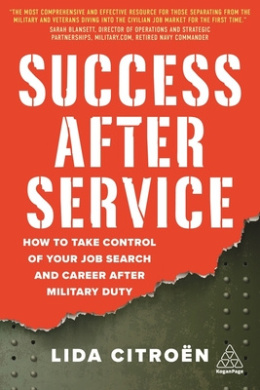 "THE MOST COMPREHENSIVE AND EFFECTIVE RESOURCE FOR THOSE SEPARATING FROM THE
MILITARY AND VETERANS DIVING INTO THE CIVILIAN JOB MARKET FOR THE FIRST TIME."
SARAH BLANSETT, DIRECTOR OF OPERATIONS AND STRATEGIC
PARTNERSHIPS, MILITARY.COM, RETIRED NAVY COMMANDER
SUCCESS
AFTER
SERVICE
HOW TO TAKE CONTROL
OF YOUR JOB SEARCH
AND CAREER AFTER
MILITARY DUTY
LIDA CITROËN
KoganPage